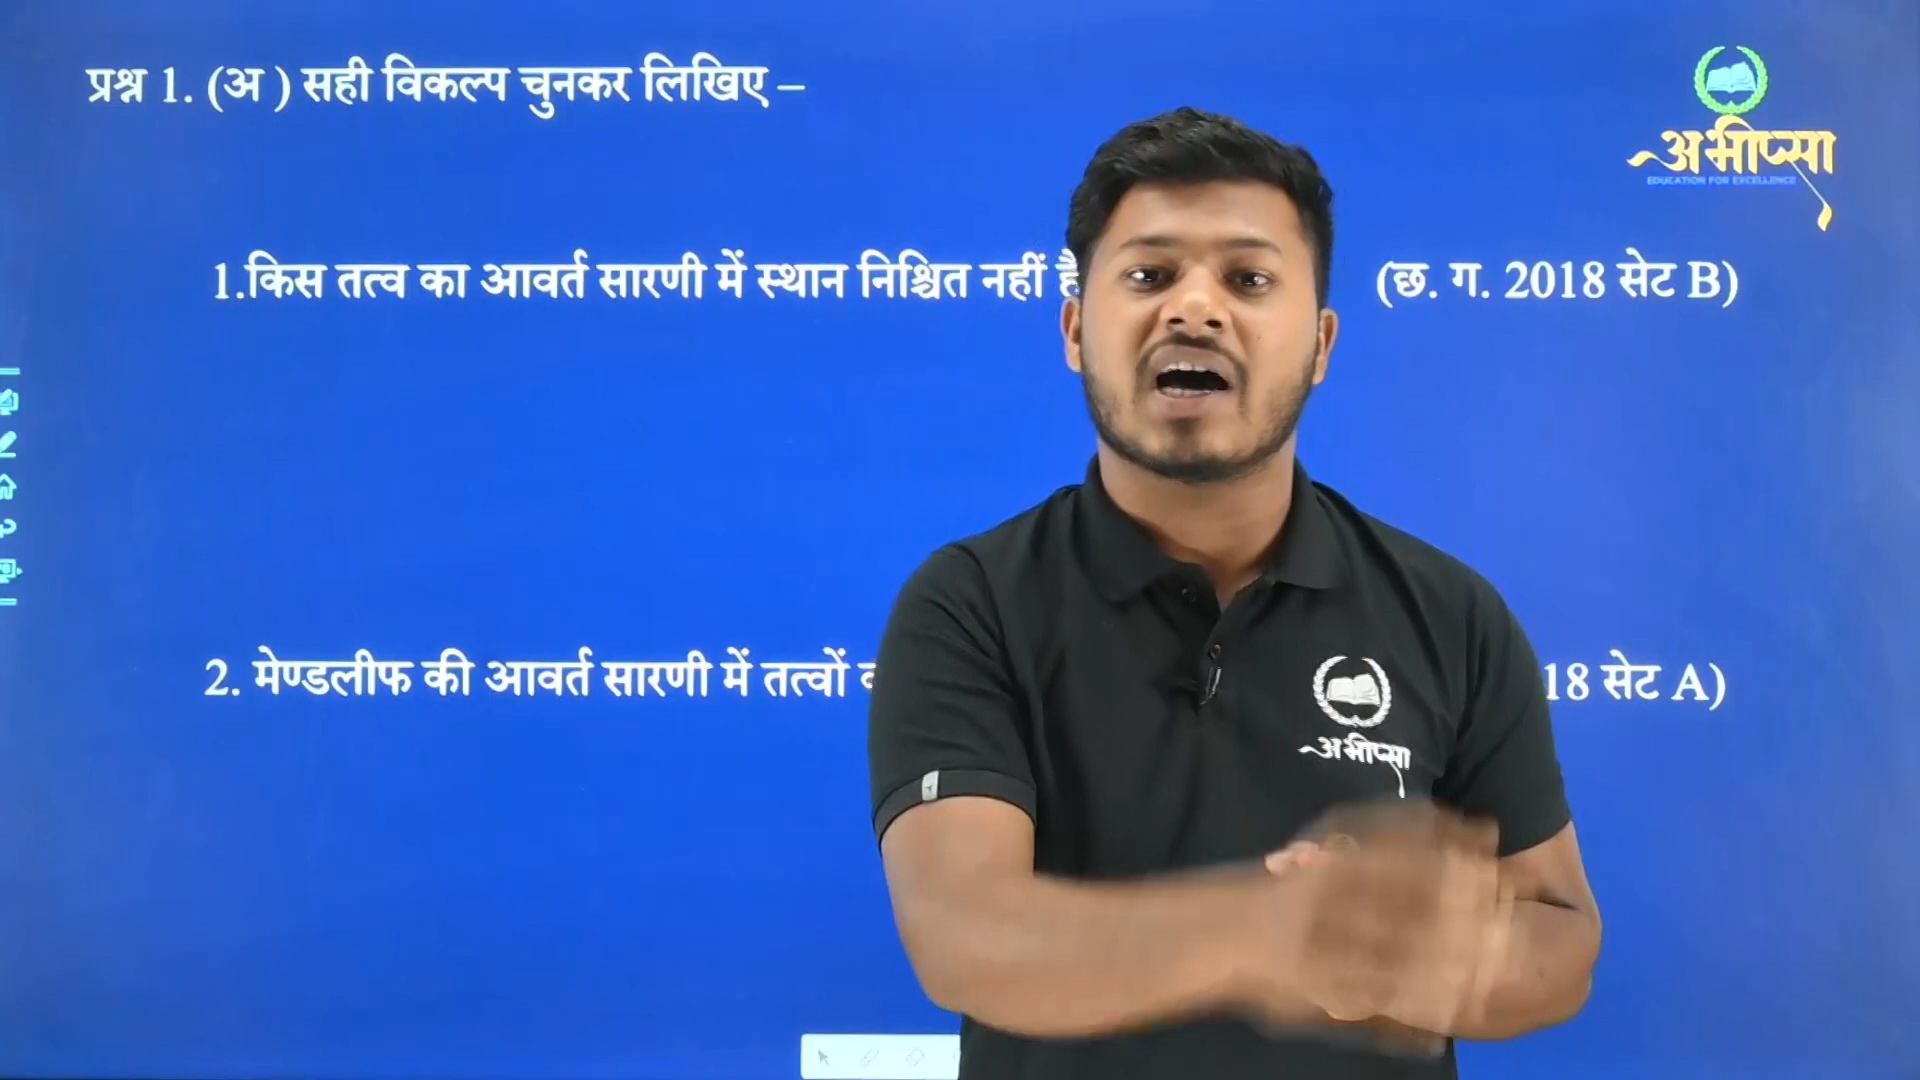 प्रश्न 1. (अ ) सही विकल्प चुनकर लिखिए –
अभीप्सा
EDUCATION FOR EXCELLENCE
1.किस तत्व का आवर्त सारणी में स्थान निश्चित नहीं है (छ. ग. 2018 सेट B)
2. मेण्डलीफ की आवर्त सारणी में तत्वों 18 सेट A)
अभीप्सा